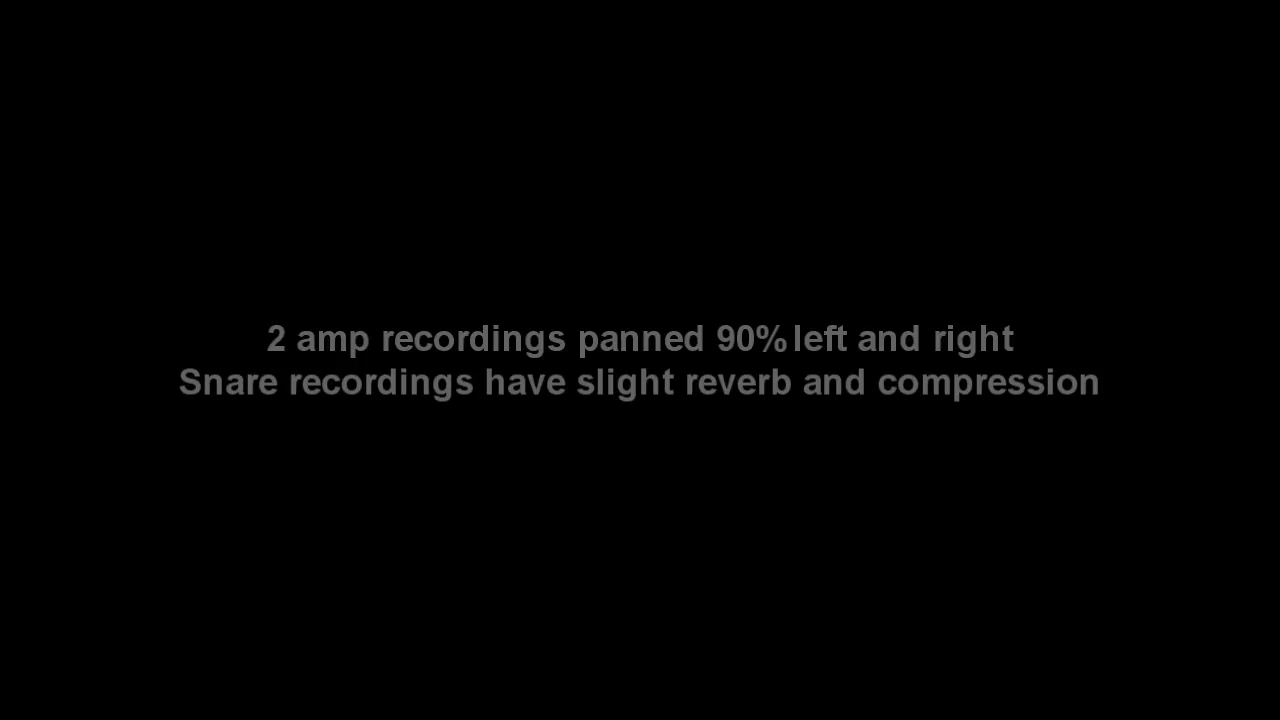 2 amp recordings panned 90% left and right
Snare recordings have slight reverb and compression